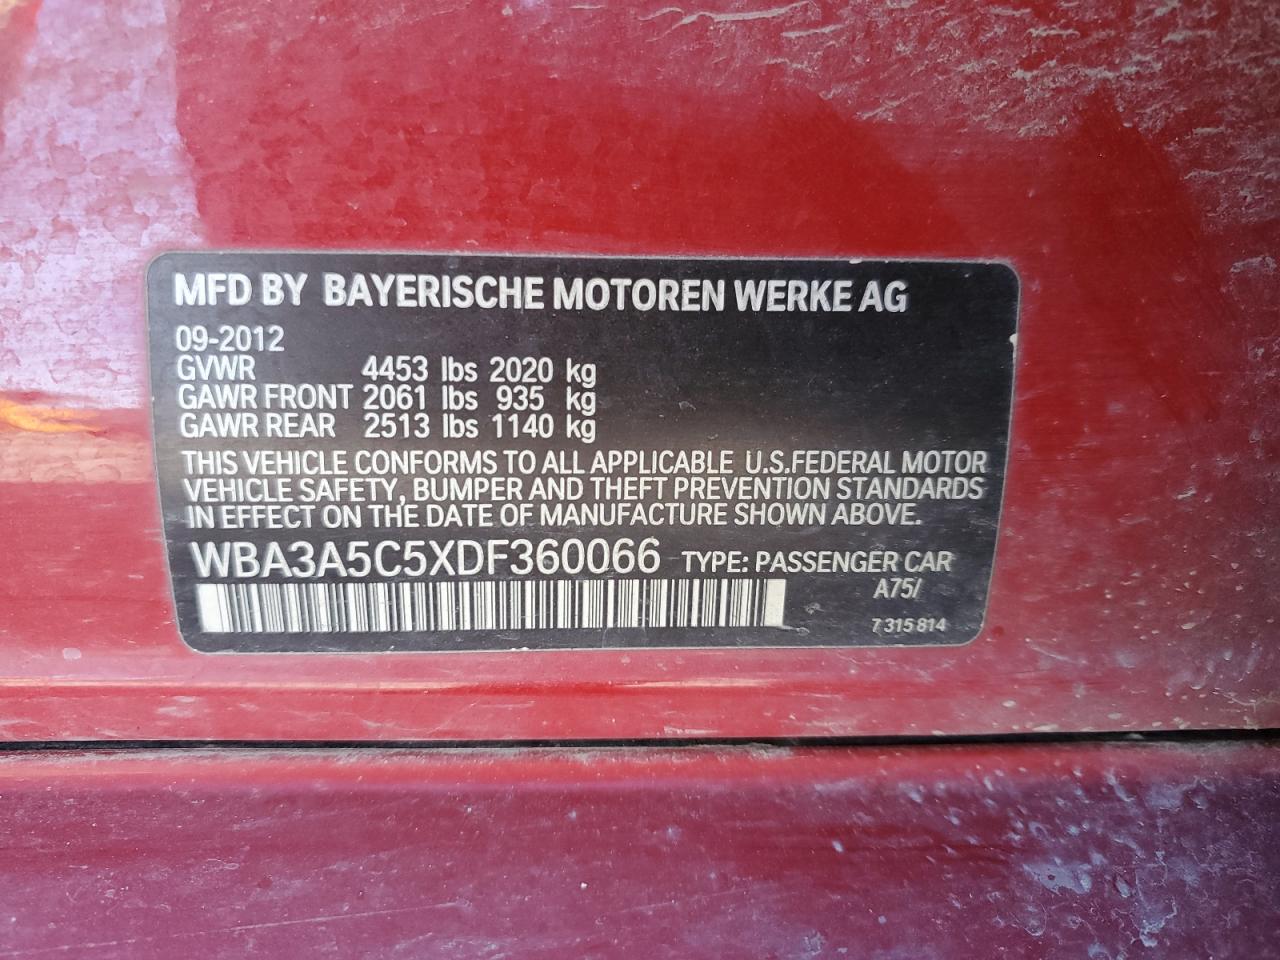 MFD BY BAYERISCHE MOTOREN WERKE AG
09-2012
GVWR 4453 lbs 2020 kg
GAWR FRONT 2061 lbs 935 kg
GAWR REAR 2513 lbs 1140 kg
THIS VEHICLE CONFORMS TO ALL APPLICABLE U.S.FEDERAL MOTOR
VEHICLE SAFETY, BUMPER AND THEFT PREVENTION STANDARDS
IN EFFECT ON THE DATE OF MANUFACTURE SHOWN ABOVE.
WBA3A5C5XDF360066 TYPE: PASSENGER CAR
A75/
7 315 814